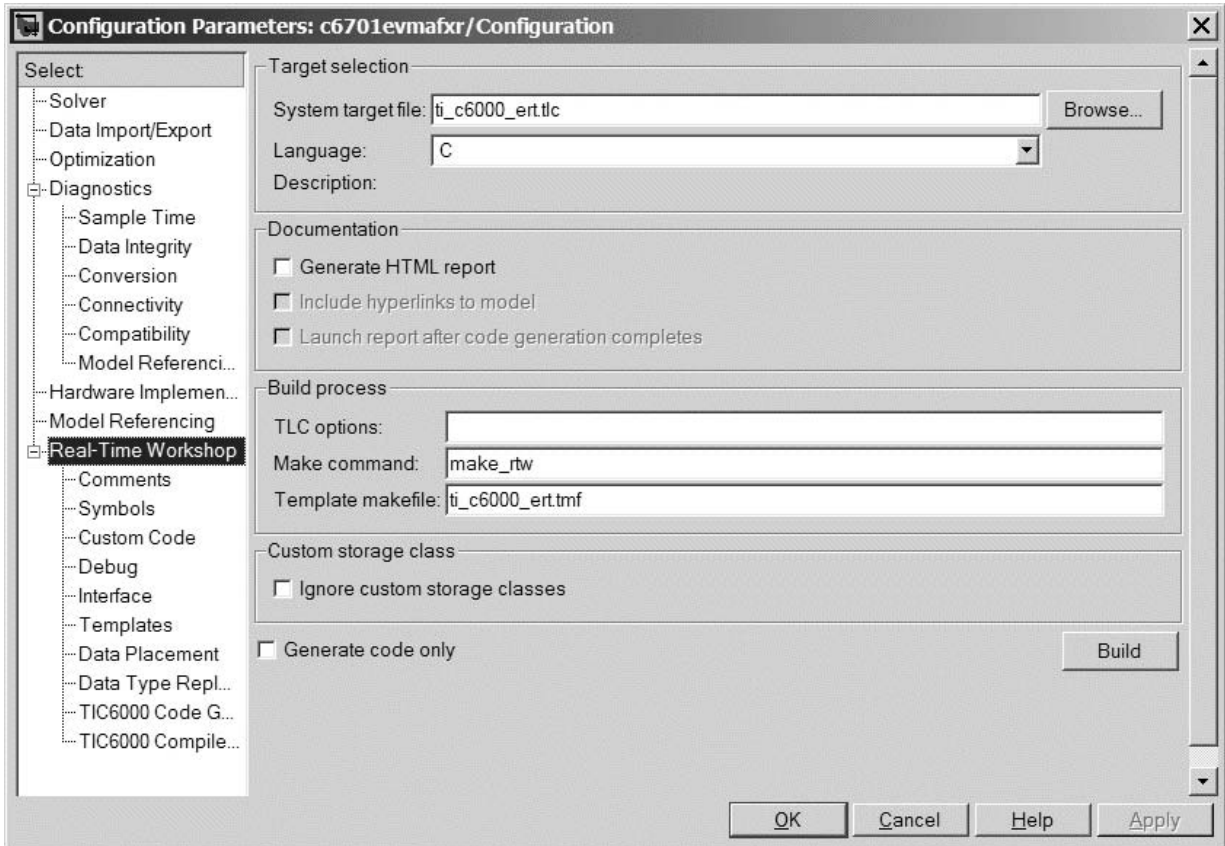 Configuration Parameters: c6701evmafxr/Configuration
Select:
Solver
Data Import/Export
Optimization
Diagnostics
Sample Time
Data Integrity
Conversion
Connectivity
Compatibility
Model Referenci...
Hardware Implemen...
Model Referencing
Real-Time Workshop
Comments
Symbols
Custom Code
Debug
Interface
Templates
Data Placement
Data Type Repl...
TIC6000 Code G...
TIC6000 Compile...
Target selection
System target file: ti_c6000_ert.tlc Browse...
Language: C
Description:
Documentation
Generate HTML report
Include hyperlinks to model
Launch report after code generation completes
Build process
TLC options:
Make command: make_rtw
Template makefile: ti_c6000_ert.tmf
Custom storage class
Ignore custom storage classes
Generate code only Build
OK Cancel Help Apply